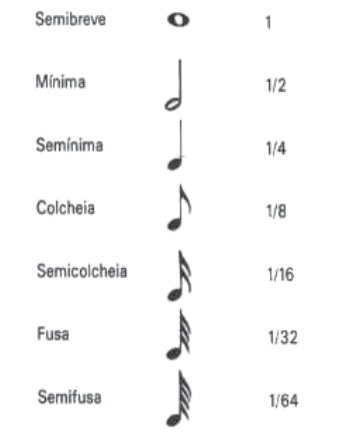 Semibreve 1
Mínima 1/2
Semínima 1/4
Colcheia 1/8
Semicolcheia 1/16
Fusa 1/32
Semifusa 1/64